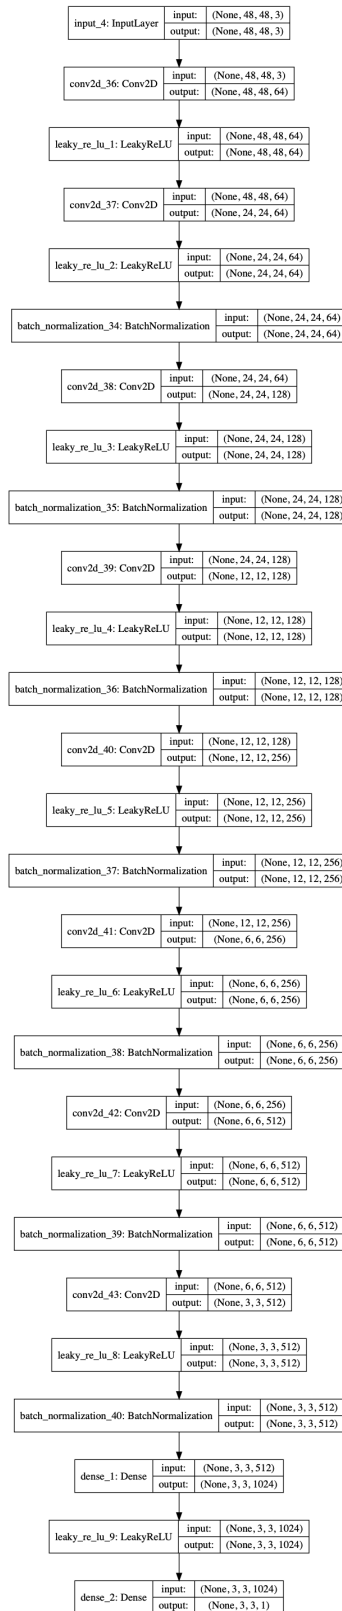 input_4: InputLayer input: (None, 48, 48, 3)
output: (None, 48, 48, 3)
conv2d_36: Conv2D input: (None, 48, 48, 3)
output: (None, 48, 48, 64)
leaky_re_lu_1: LeakyReLU input: (None, 48, 48, 64)
output: (None, 48, 48, 64)
conv2d_37: Conv2D input: (None, 48, 48, 64)
output: (None, 24, 24, 64)
leaky_re_lu_2: LeakyReLU input: (None, 24, 24, 64)
output: (None, 24, 24, 64)
batch_normalization_34: BatchNormalization input: (None, 24, 24, 64)
output: (None, 24, 24, 64)
conv2d_38: Conv2D input: (None, 24, 24, 64)
output: (None, 24, 24, 128)
leaky_re_lu_3: LeakyReLU input: (None, 24, 24, 128)
output: (None, 24, 24, 128)
batch_normalization_35: BatchNormalization input: (None, 24, 24, 128)
output: (None, 24, 24, 128)
conv2d_39: Conv2D input: (None, 24, 24, 128)
output: (None, 12, 12, 128)
leaky_re_lu_4: LeakyReLU input: (None, 12, 12, 128)
output: (None, 12, 12, 128)
batch_normalization_36: BatchNormalization input: (None, 12, 12, 128)
output: (None, 12, 12, 128)
conv2d_40: Conv2D input: (None, 12, 12, 128)
output: (None, 12, 12, 256)
leaky_re_lu_5: LeakyReLU input: (None, 12, 12, 256)
output: (None, 12, 12, 256)
batch_normalization_37: BatchNormalization input: (None, 12, 12, 256)
output: (None, 12, 12, 256)
conv2d_41: Conv2D input: (None, 12, 12, 256)
output: (None, 6, 6, 256)
leaky_re_lu_6: LeakyReLU input: (None, 6, 6, 256)
output: (None, 6, 6, 256)
batch_normalization_38: BatchNormalization input: (None, 6, 6, 256)
output: (None, 6, 6, 256)
conv2d_42: Conv2D input: (None, 6, 6, 256)
output: (None, 6, 6, 512)
leaky_re_lu_7: LeakyReLU input: (None, 6, 6, 512)
output: (None, 6, 6, 512)
batch_normalization_39: BatchNormalization input: (None, 6, 6, 512)
output: (None, 6, 6, 512)
conv2d_43: Conv2D input: (None, 6, 6, 512)
output: (None, 3, 3, 512)
leaky_re_lu_8: LeakyReLU input: (None, 3, 3, 512)
output: (None, 3, 3, 512)
batch_normalization_40: BatchNormalization input: (None, 3, 3, 512)
output: (None, 3, 3, 512)
dense_1: Dense input: (None, 3, 3, 512)
output: (None, 3, 3, 1024)
leaky_re_lu_9: LeakyReLU input: (None, 3, 3, 1024)
output: (None, 3, 3, 1024)
dense_2: Dense input: (None, 3, 3, 1024)
output: (None, 3, 3, 1)